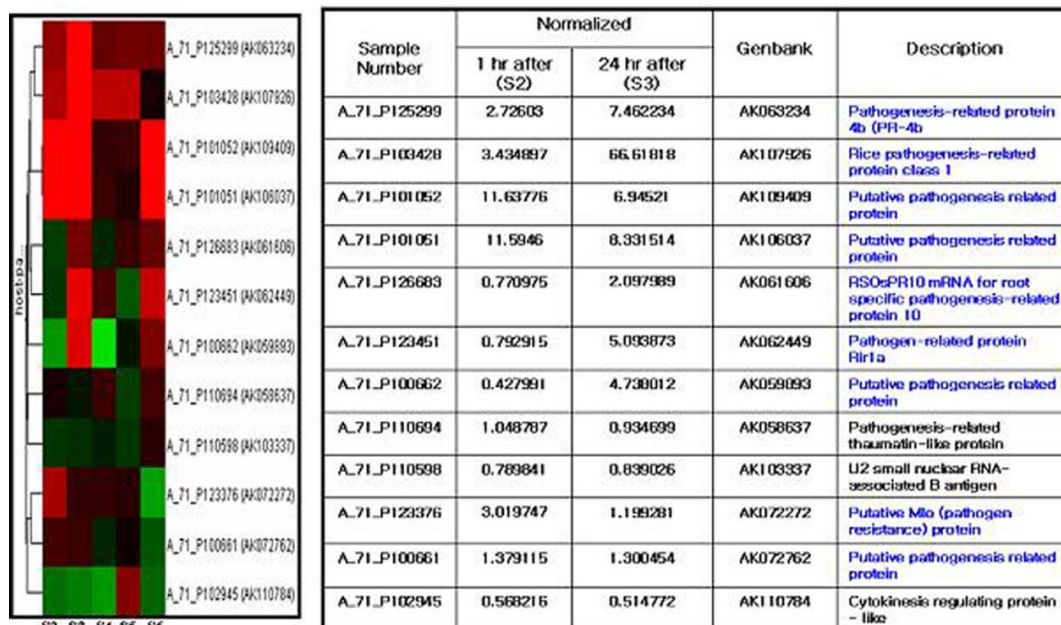 host-pa...
A_71_P125299 (AK063234)
A_71_P103428 (AK107926)
A_71_P101052 (AK109409)
A_71_P101051 (AK106037)
A_71_P126683 (AK061606)
A_71_P123451 (AK062449)
A_71_P100662 (AK059893)
A_71_P110694 (AK058637)
A_71_P110598 (AK103337)
A_71_P123376 (AK072272)
A_71_P100661 (AK072762)
A_71_P102945 (AK110784)
S2 S3 S4 S5 S6
Sample Number Normalized Genbank Description
1 hr after (S2) 24 hr after (S3)
A_71_P125299 2.72603 7.462234 AK063234 Pathogenesis-related protein
4b (PR-4b
A_71_P103428 3.434897 66.61818 AK107926 Rice pathogenesis-related
protein class 1
A_71_P101052 11.63776 6.94521 AK109409 Putative pathogenesis related
protein
A_71_P101051 11.5946 8.331514 AK106037 Putative pathogenesis related
protein
A_71_P126683 0.770975 2.097989 AK061606 RSOsPR10 mRNA for root
specific pathogenesis-related
protein 10
A_71_P123451 0.792915 5.093873 AK062449 Pathogen-related protein
Rir1a
A_71_P100662 0.427991 4.738012 AK059893 Putative pathogenesis related
protein
A_71_P110694 1.048787 0.934699 AK058637 Pathogenesis-related
thaumatin-like protein
A_71_P110598 0.789841 0.839026 AK103337 U2 small nuclear RNA-
associated B antigen
A_71_P123376 3.019747 1.199281 AK072272 Putative Mlo (pathogen
resistance) protein
A_71_P100661 1.379115 1.300454 AK072762 Putative pathogenesis related
protein
A_71_P102945 0.568216 0.514772 AK110784 Cytokinesis regulating protein
- like